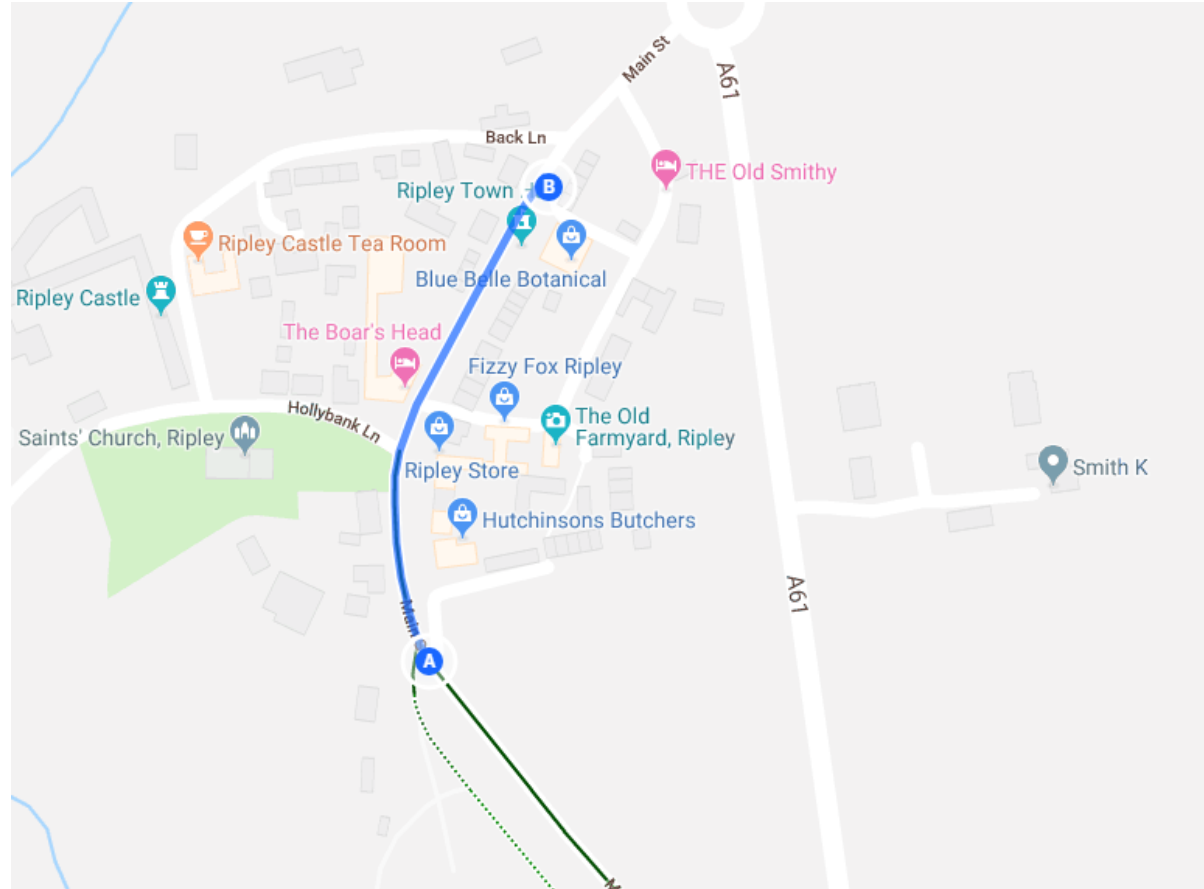 Main St
A61
Back Ln
THE Old Smithy
Ripley Town
B
Ripley Castle Tea Room
Blue Belle Botanical
Ripley Castle
The Boar's Head
Fizzy Fox Ripley
Hollybank Ln
The Old
Farmyard, Ripley
Saints' Church, Ripley
Ripley Store
Smith K
Hutchinsons Butchers
A61
Main
A